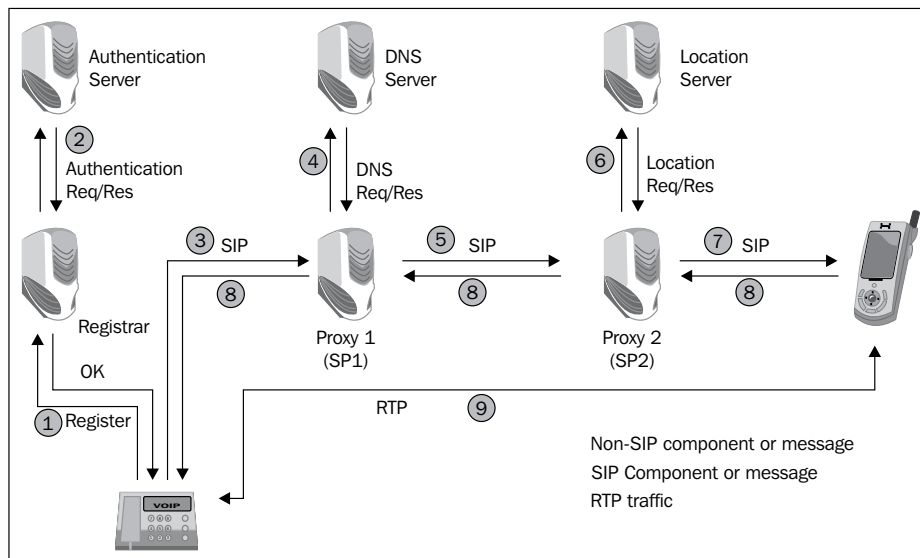 Authentication
Server
DNS
Server
Location
Server
2
Authentication
Req/Res
4
DNS
Req/Res
6
Location
Req/Res
3 SIP
8
5 SIP
8
7 SIP
8
Registrar
Proxy 1
(SP1)
Proxy 2
(SP2)
OK
1 Register
RTP 9
Non-SIP component or message
SIP Component or message
RTP traffic
VOIP